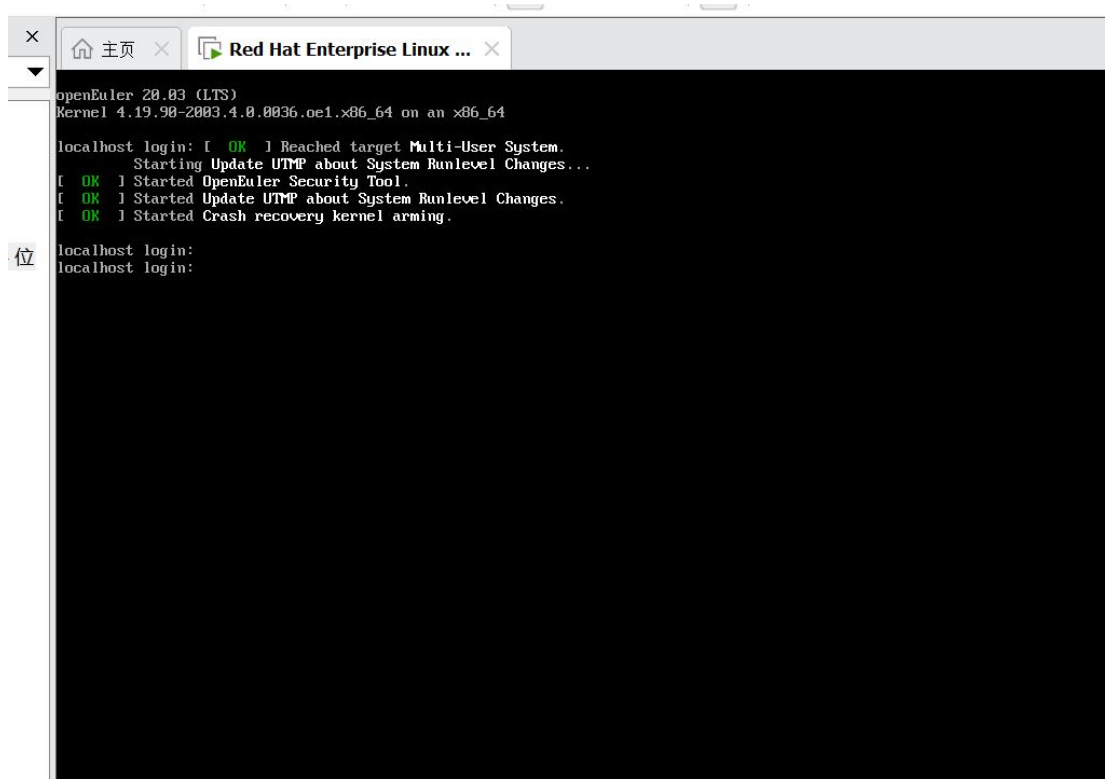 主页
Red Hat Enterprise Linux ...
openEuler 20.03 (LTS)
Kernel 4.19.90-2003.4.0.0036.oe1.x86_64 on an x86_64
localhost login: [  OK  ] Reached target Multi-User System.
Starting Update UTMP about System Runlevel Changes...
[  OK  ] Started OpenEuler Security Tool.
[  OK  ] Started Update UTMP about System Runlevel Changes.
[  OK  ] Started Crash recovery kernel arming.
位
localhost login:
localhost login: